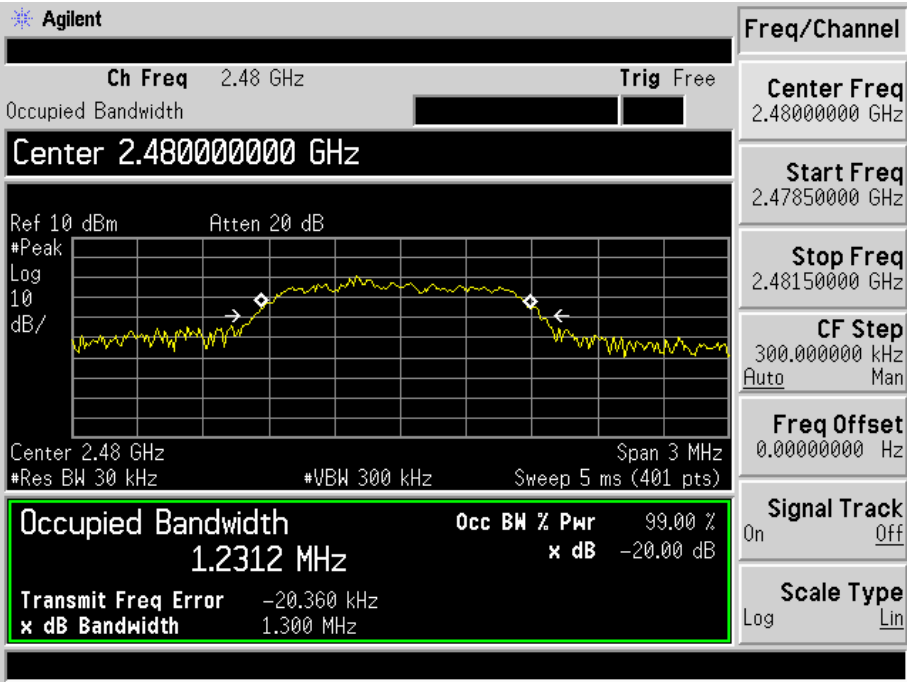 Agilent
Freq/Channel
Ch Freq 2.48 GHz Trig Free
Occupied Bandwidth
Center 2.480000000 GHz
Ref 10 dBm Atten 20 dB
#Peak
Log
10
dB/
Center 2.48 GHz Span 3 MHz
#Res BW 30 kHz #VBW 300 kHz Sweep 5 ms (401 pts)
Occupied Bandwidth Occ BW % Pwr 99.00 %
1.2312 MHz x dB -20.00 dB
Transmit Freq Error -20.360 kHz
x dB Bandwidth 1.300 MHz
Center Freq
2.48000000 GHz
Start Freq
2.47850000 GHz
Stop Freq
2.48150000 GHz
CF Step
300.000000 kHz
Auto Man
Freq Offset
0.00000000 Hz
Signal Track
On Off
Scale Type
Log Lin